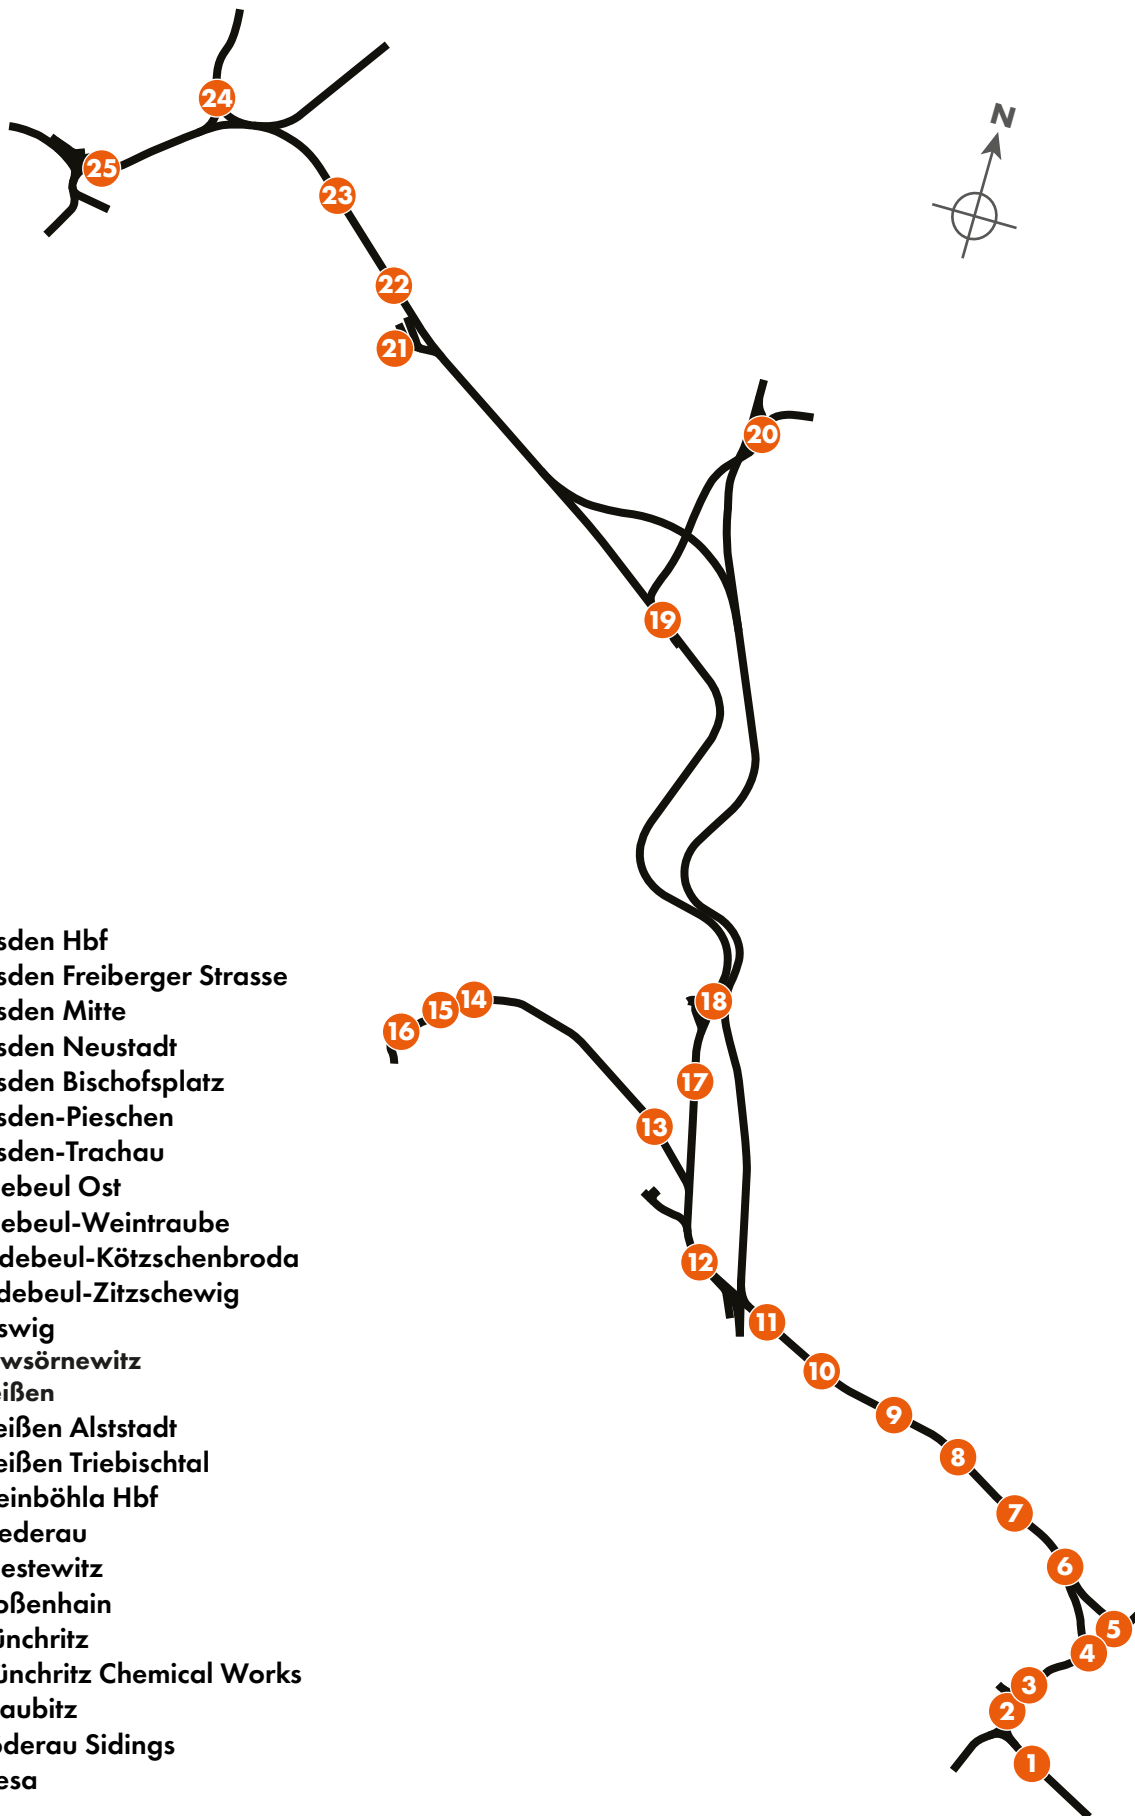 N
24
25
23
22
21
20
19
18
14
15
16
17
13
12
11
10
9
8
7
6
5
4
3
2
1
sden Hbf
sden Freiberger Strasse
sden Mitte
sden Neustadt
sden Bischofsplatz
sden-Pieschen
sden-Trachau
ebeul Ost
ebeul-Weintraube
debeul-Kötzschenbroda
debeul-Zitzschewig
swig
wsörnewitz
eißen
eißen Alststadt
eißen Triebischtal
einböhla Hbf
ederau
estewitz
oßenhain
ünchritz
ünchritz Chemical Works
aubitz
oderau Sidings
esa